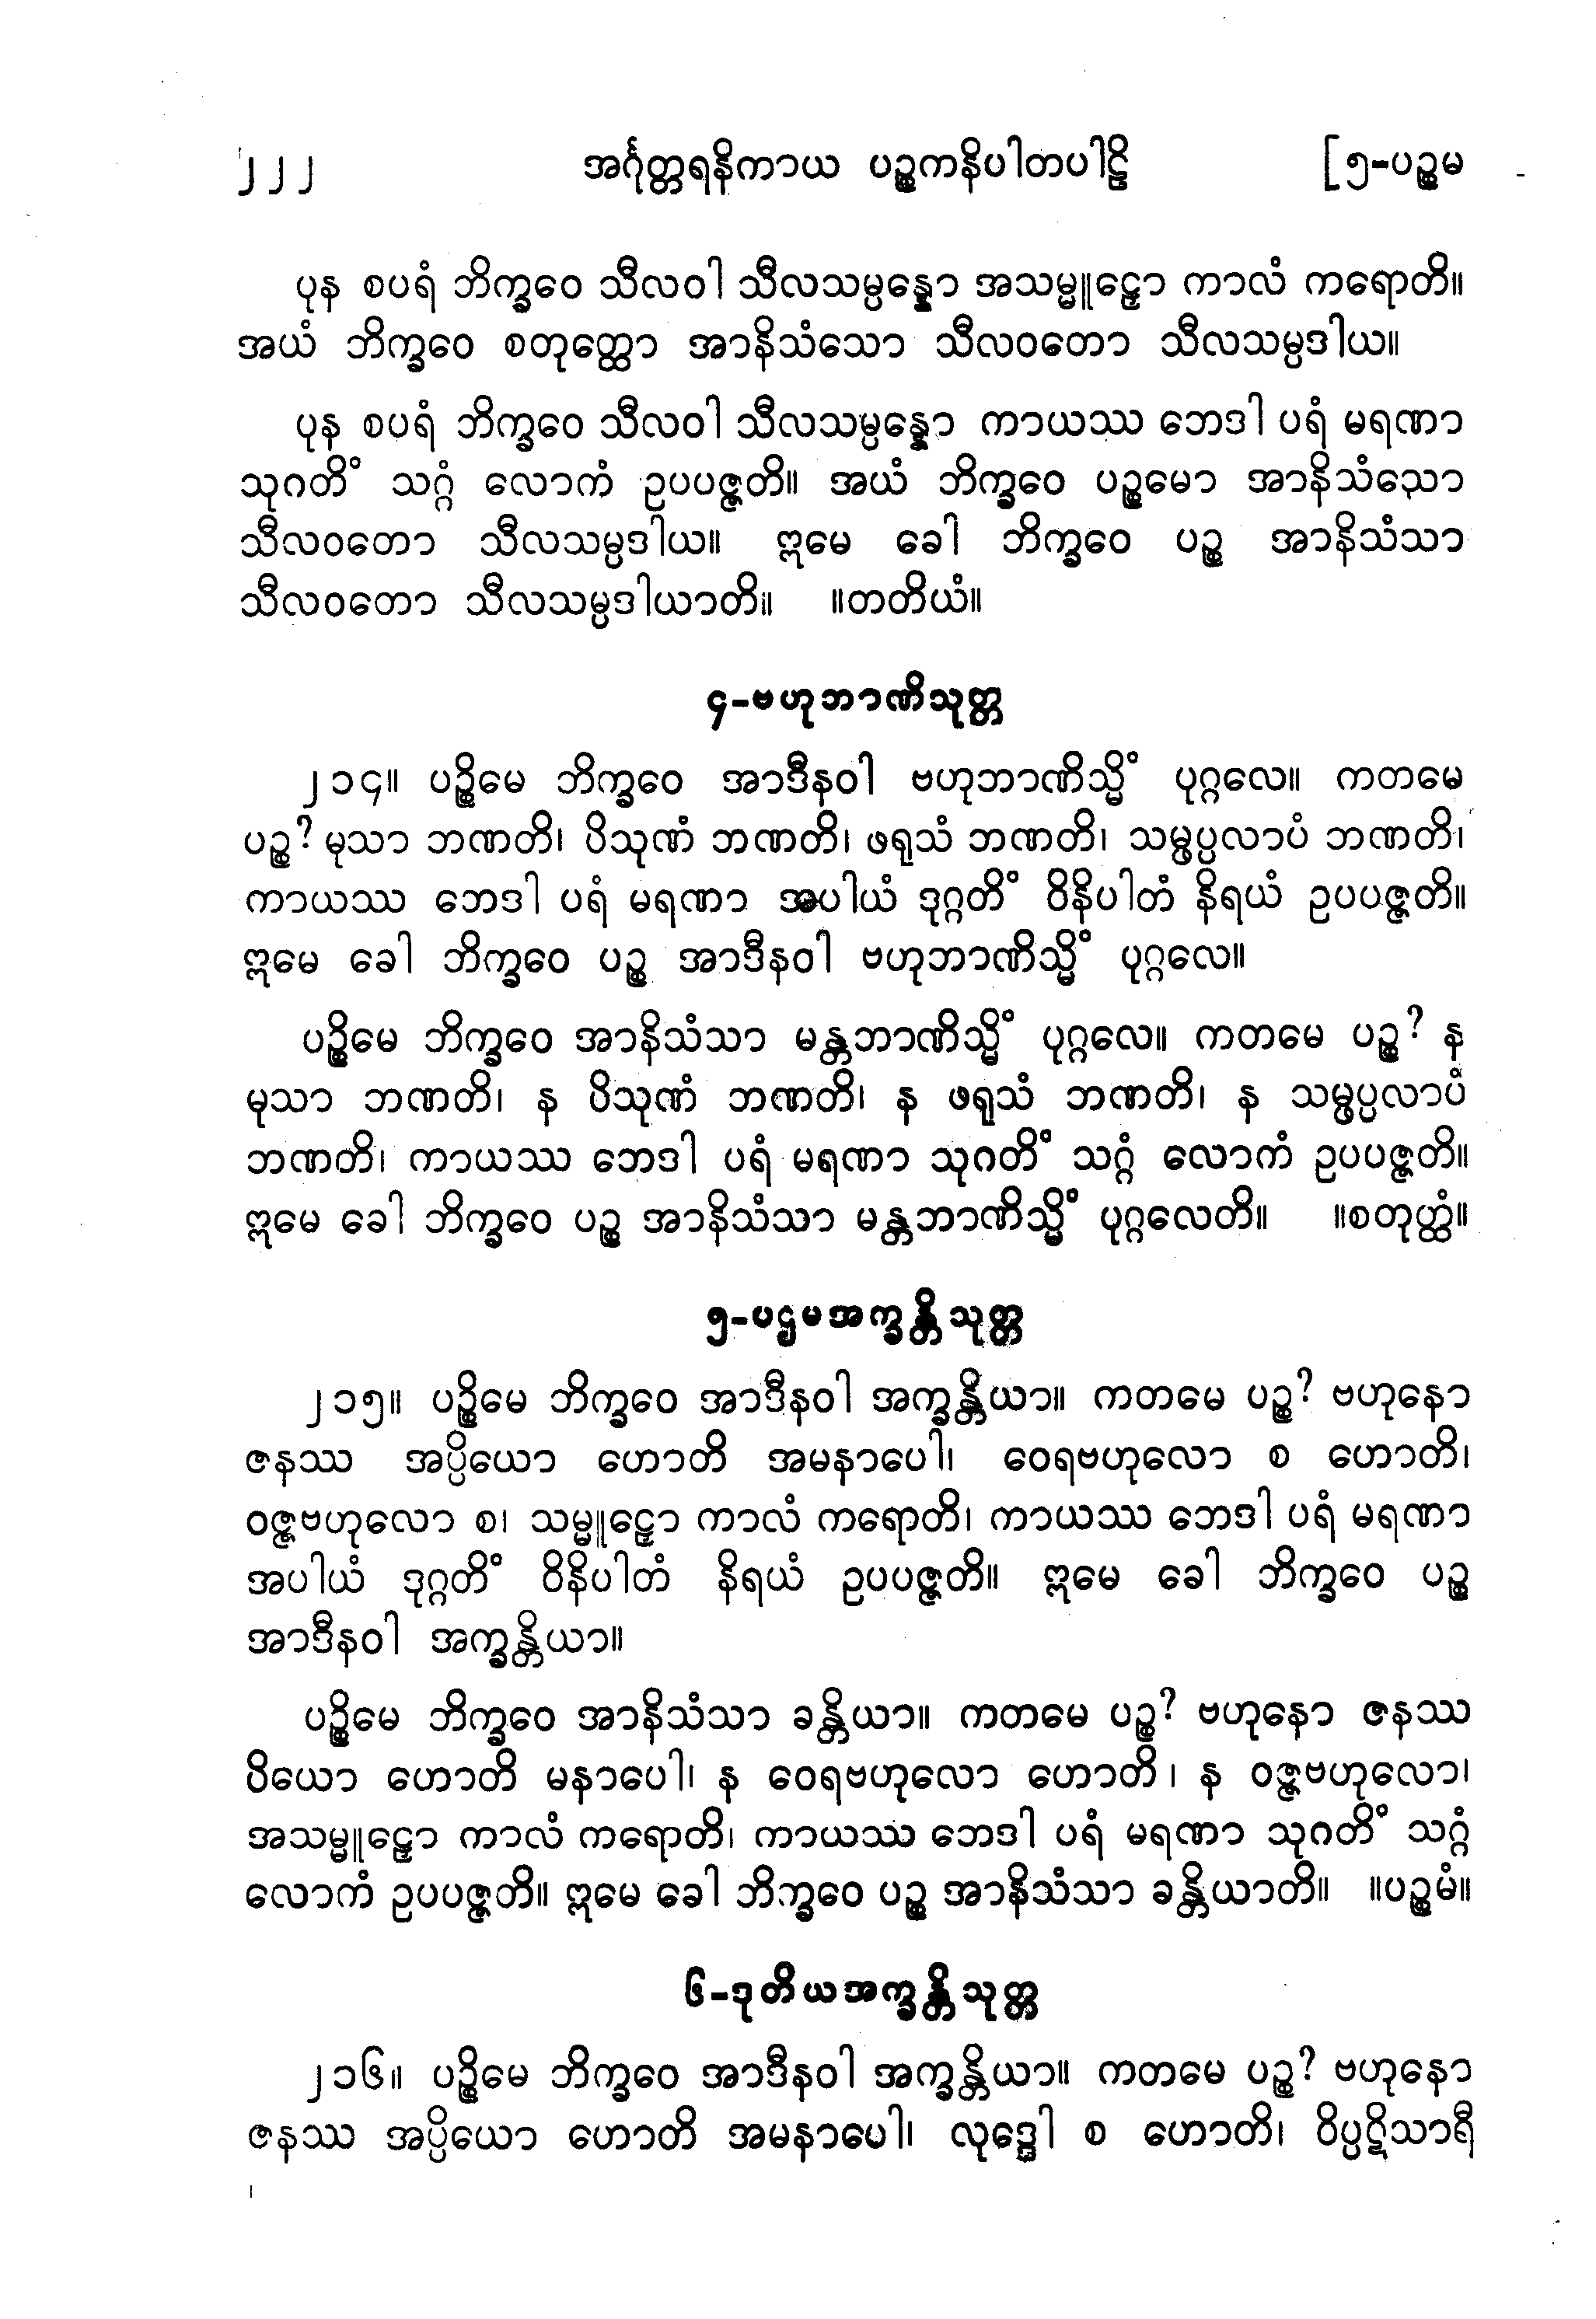 ၂၂၂ အင်္ဂုတ္တရနိကာယ ပဉ္စကနိပါတပါဠိ [၅-ပဉ္စမ
ပုန စပရံ ဘိက္ခဝေ သီလဝါ သီလသမ္ပန္နော အသမ္မူဠှော ကာလံ ကရောတိ။
အယံ ဘိက္ခဝေ စတုတ္ထော အာနိသံသော သီလဝတော သီလသမ္ပဒါယ။
ပုန စပရံ ဘိက္ခဝေ သီလဝါ သီလသမ္ပန္နော ကာယဿ ဘေဒါ ပရံ မရဏာ
သုဂတိံ သဂ္ဂံ လောကံ ဥပပဇ္ဇတိ။ အယံ ဘိက္ခဝေ ပဉ္စမော အာနိသံသော
သီလဝတော သီလသမ္ပဒါယ။ ဣမေ ခေါ ဘိက္ခဝေ ပဉ္စ အာနိသံသာ
သီလဝတော သီလသမ္ပဒါယာတိ။ ။တတိယံ။
၄-ဗဟုဘာဏိသုတ္တ
၂၁၄။ ပဉ္စိမေ ဘိက္ခဝေ အာဒီနဝါ ဗဟုဘာဏိသ္မိံ ပုဂ္ဂလေ။ ကတမေ
ပဉ္စ? မုသာ ဘဏတိ၊ ပိသုဏံ ဘဏတိ၊ ဖရုသံ ဘဏတိ၊ သမ္ဖပ္ပလာပံ ဘဏတိ၊
ကာယဿ ဘေဒါ ပရံ မရဏာ အပါယံ ဒုဂ္ဂတိံ ဝိနိပါတံ နိရယံ ဥပပဇ္ဇတိ။
ဣမေ ခေါ ဘိက္ခဝေ ပဉ္စ အာဒီနဝါ ဗဟုဘာဏိသ္မိံ ပုဂ္ဂလေ။
ပဉ္စိမေ ဘိက္ခဝေ အာနိသံသာ မန္တဘာဏိသ္မိံ ပုဂ္ဂလေ။ ကတမေ ပဉ္စ? န
မုသာ ဘဏတိ၊ န ပိသုဏံ ဘဏတိ၊ န ဖရုသံ ဘဏတိ၊ န သမ္ဖပ္ပလာပံ
ဘဏတိ၊ ကာယဿ ဘေဒါ ပရံ မရဏာ သုဂတိံ သဂ္ဂံ လောကံ ဥပပဇ္ဇတိ။
ဣမေ ခေါ ဘိက္ခဝေ ပဉ္စ အာနိသံသာ မန္တဘာဏိသ္မိံ ပုဂ္ဂလေတိ။ ။စတုတ္ထံ။
၅-ပဌမအက္ခန္တိသုတ္တ
၂၁၅။ ပဉ္စိမေ ဘိက္ခဝေ အာဒီနဝါ အက္ခန္တိယာ။ ကတမေ ပဉ္စ? ဗဟုနော
ဇနဿ အပ္ပိယော ဟောတိ အမနာပေါ၊ ဝေရဗဟုလော စ ဟောတိ၊
ဝဇ္ဇဗဟုလော စ၊ သမ္မူဠှော ကာလံ ကရောတိ၊ ကာယဿ ဘေဒါ ပရံ မရဏာ
အပါယံ ဒုဂ္ဂတိံ ဝိနိပါတံ နိရယံ ဥပပဇ္ဇတိ။ ဣမေ ခေါ ဘိက္ခဝေ ပဉ္စ
အာဒီနဝါ အက္ခန္တိယာ။
ပဉ္စိမေ ဘိက္ခဝေ အာနိသံသာ ခန္တိယာ။ ကတမေ ပဉ္စ? ဗဟုနော ဇနဿ
ပိယော ဟောတိ မနာပေါ၊ န ဝေရဗဟုလော ဟောတိ၊ န ဝဇ္ဇဗဟုလော၊
အသမ္မူဠှော ကာလံ ကရောတိ၊ ကာယဿ ဘေဒါ ပရံ မရဏာ သုဂတိံ သဂ္ဂံ
လောကံ ဥပပဇ္ဇတိ။ ဣမေ ခေါ ဘိက္ခဝေ ပဉ္စ အာနိသံသာ ခန္တိယာတိ။ ။ပဉ္စမံ။
၆-ဒုတိယအက္ခန္တိသုတ္တ
၂၁၆။ ပဉ္စိမေ ဘိက္ခဝေ အာဒီနဝါ အက္ခန္တိယာ။ ကတမေ ပဉ္စ? ဗဟုနော
ဇနဿ အပ္ပိယော ဟောတိ အမနာပေါ၊ လုဒ္ဒေါ စ ဟောတိ၊ ဝိပ္ပဋိသာရီ